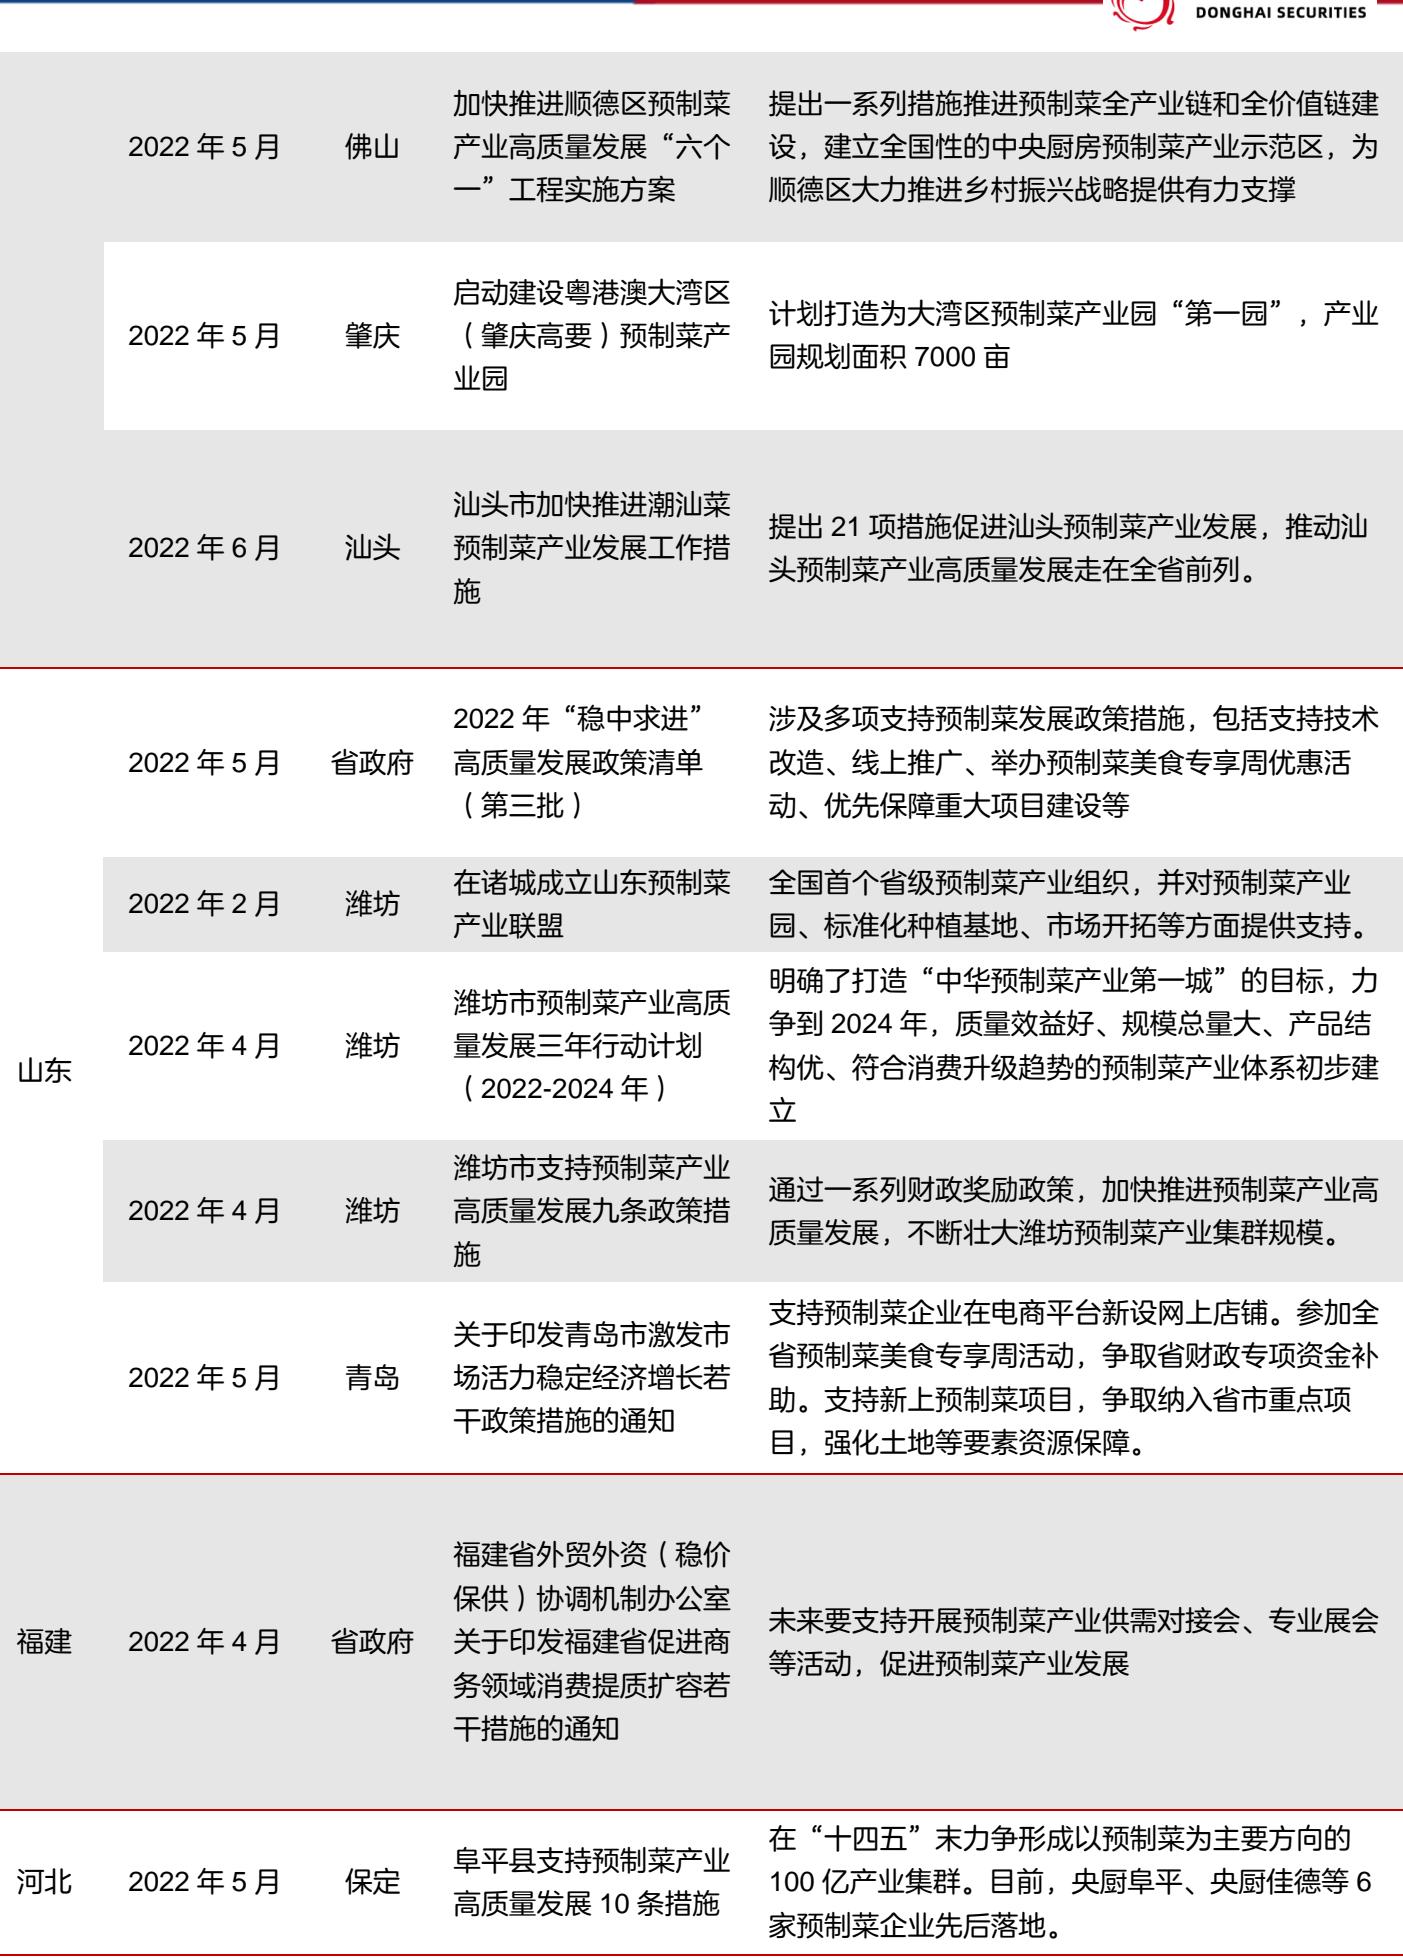 DONGHAI SECURITIES
2022 年 5 月
佛山
加快推进顺德区预制菜
产业高质量发展“六个
一”工程实施方案
提出一系列措施推进预制菜全产业链和全价值链建
设，建立全国性的中央厨房预制菜产业示范区，为
顺德区大力推进乡村振兴战略提供有力支撑
2022 年 5 月
肇庆
启动建设粤港澳大湾区
（肇庆高要）预制菜产
业园
计划打造为大湾区预制菜产业园“第一园”，产业
园规划面积 7000 亩
2022 年 6 月
汕头
汕头市加快推进潮汕菜
预制菜产业发展工作措
施
提出 21 项措施促进汕头预制菜产业发展，推动汕
头预制菜产业高质量发展走在全省前列。
山东
2022 年 5 月
省政府
2022 年“稳中求进”
高质量发展政策清单
（第三批）
涉及多项支持预制菜发展政策措施，包括支持技术
改造、线上推广、举办预制菜美食专享周优惠活
动、优先保障重大项目建设等
2022 年 2 月
潍坊
在诸城成立山东预制菜
产业联盟
全国首个省级预制菜产业组织，并对预制菜产业
园、标准化种植基地、市场开拓等方面提供支持。
2022 年 4 月
潍坊
潍坊市预制菜产业高质
量发展三年行动计划
（2022-2024 年）
明确了打造“中华预制菜产业第一城”的目标，力
争到 2024 年，质量效益好、规模总量大、产品结
构优、符合消费升级趋势的预制菜产业体系初步建
立
2022 年 4 月
潍坊
潍坊市支持预制菜产业
高质量发展九条政策措
施
通过一系列财政奖励政策，加快推进预制菜产业高
质量发展，不断壮大潍坊预制菜产业集群规模。
2022 年 5 月
青岛
关于印发青岛市激发市
场活力稳定经济增长若
干政策措施的通知
支持预制菜企业在电商平台新设网上店铺。参加全
省预制菜美食专享周活动，争取省财政专项资金补
助。支持新上预制菜项目，争取纳入省市重点项
目，强化土地等要素资源保障。
福建
2022 年 4 月
省政府
福建省外贸外资（稳价
保供）协调机制办公室
关于印发福建省促进商
务领域消费提质扩容若
干措施的通知
未来要支持开展预制菜产业供需对接会、专业展会
等活动，促进预制菜产业发展
河北
2022 年 5 月
保定
阜平县支持预制菜产业
高质量发展 10 条措施
在“十四五”末力争形成以预制菜为主要方向的
100 亿产业集群。目前，央厨阜平、央厨佳德等 6
家预制菜企业先后落地。